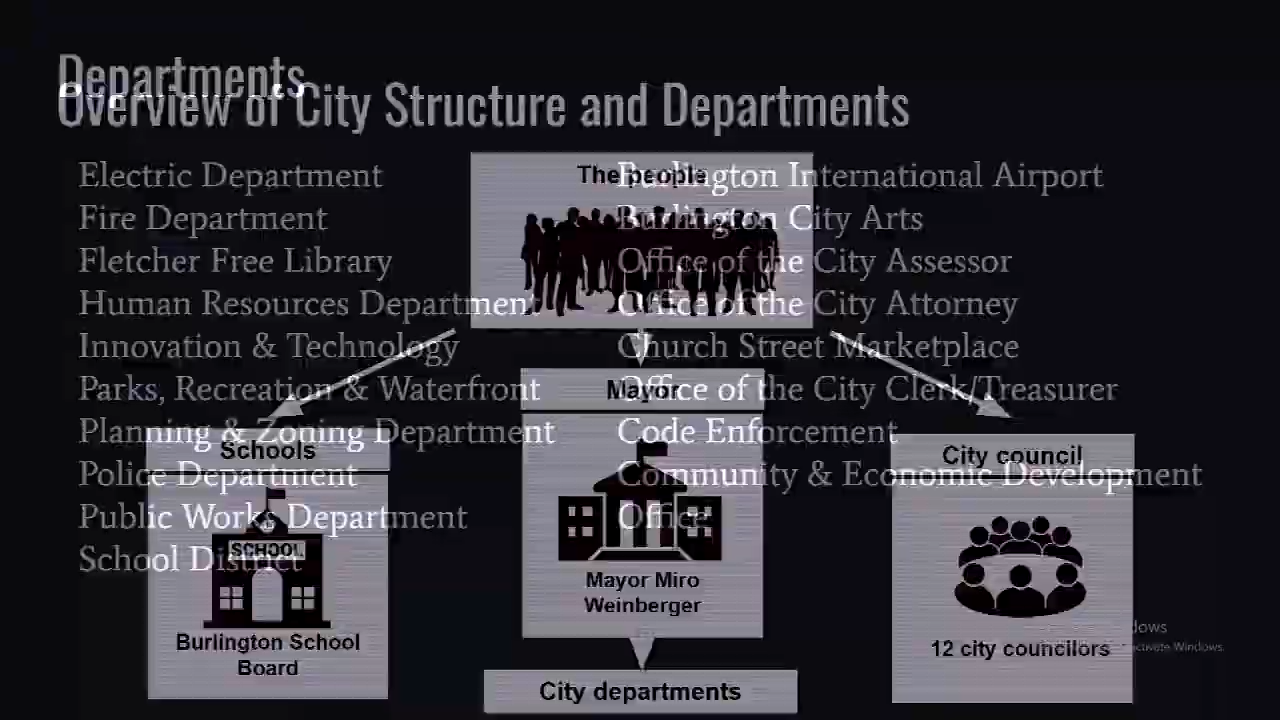 Departments
Overview of City Structure and Departments
Electric Department
Fire Department
Fletcher Free Library
Human Resources Department
Innovation & Technology
Parks, Recreation & Waterfront
Planning & Zoning Department
Police Department
Public Works Department
School District
Burlington International Airport
Burlington City Arts
Office of the City Assessor
Office of the City Attorney
Church Street Marketplace
Office of the City Clerk/Treasurer
Code Enforcement
Community & Economic Development
Office
The people
Mayor
Mayor Miro
Weinberger
City departments
Schools
SCHOOL
Burlington School
Board
City council
12 city councilors
Windows.